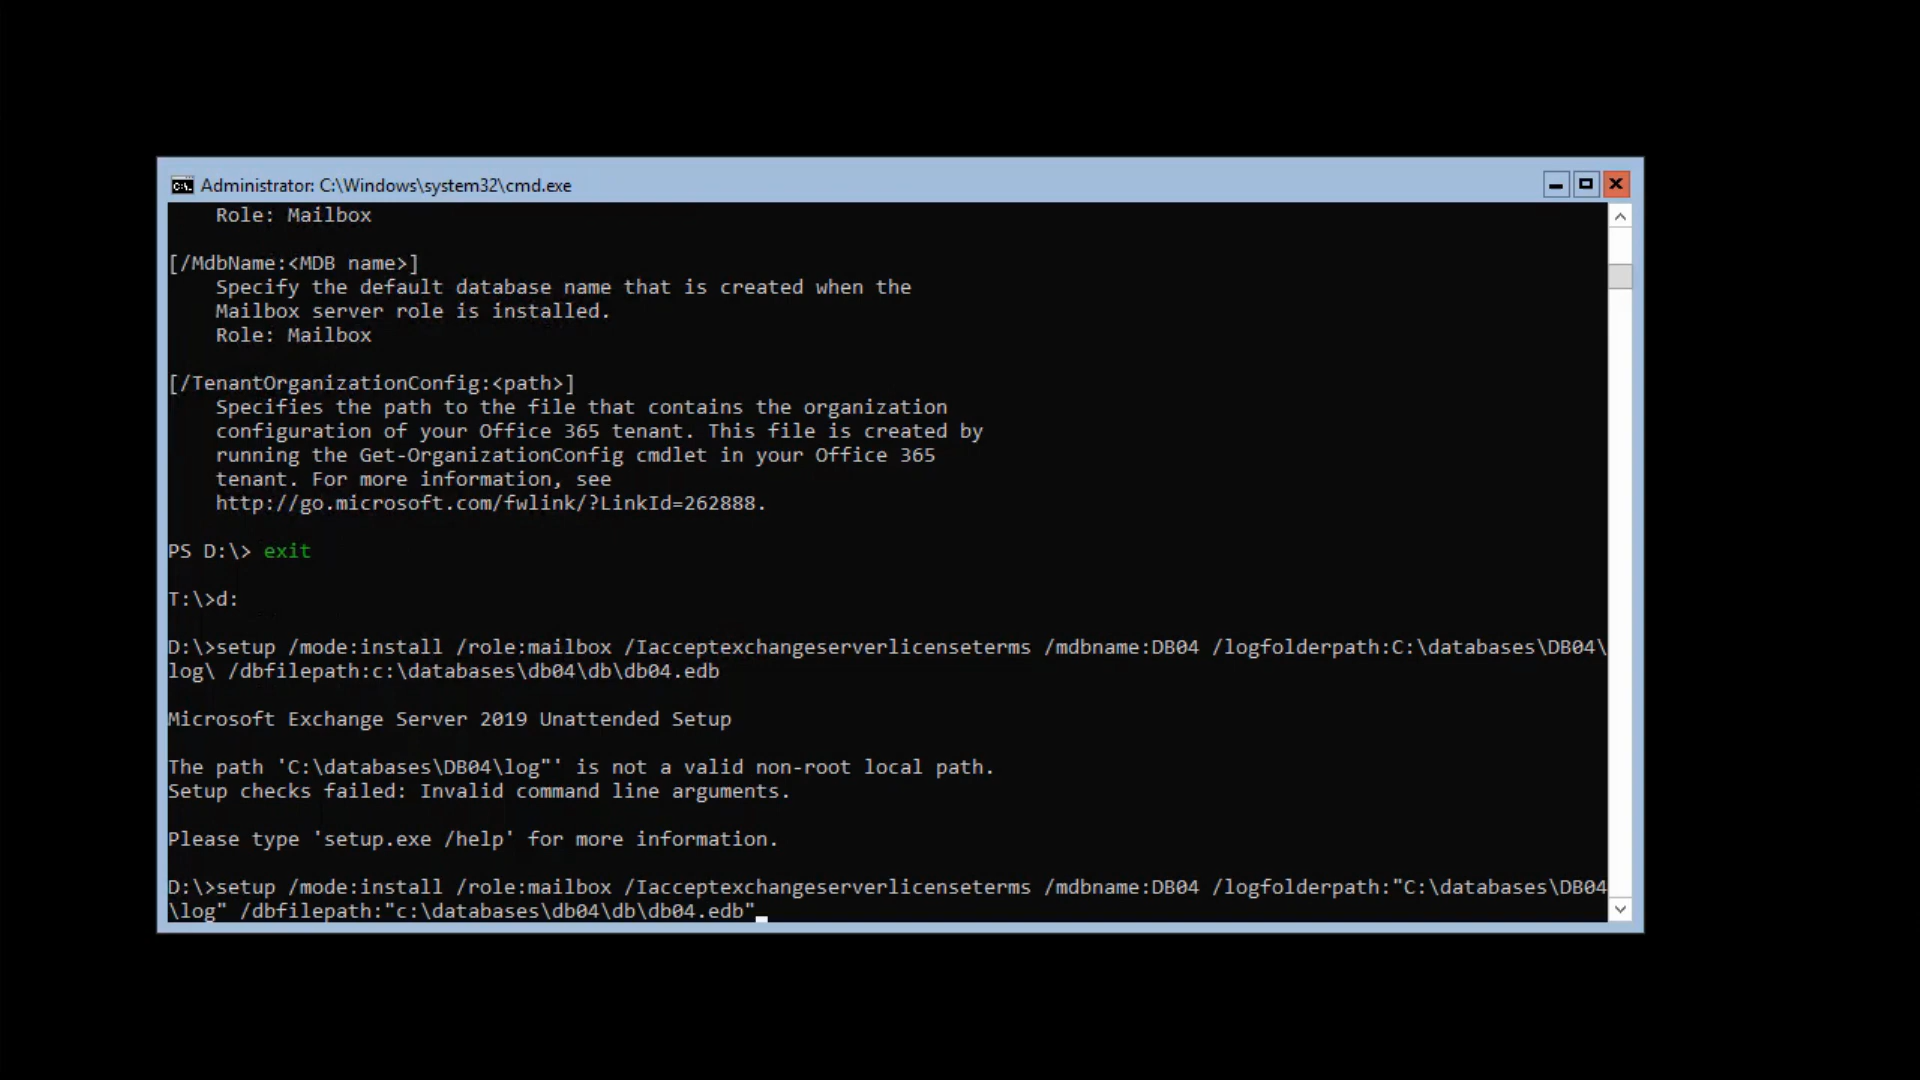 Administrator: C:\Windows\system32\cmd.exe
Role: Mailbox
[/MdbName:<MDB name>]
Specify the default database name that is created when the
Mailbox server role is installed.
Role: Mailbox
[/TenantOrganizationConfig:<path>]
Specifies the path to the file that contains the organization
configuration of your Office 365 tenant. This file is created by
running the Get-OrganizationConfig cmdlet in your Office 365
tenant. For more information, see
http://go.microsoft.com/fwlink/?LinkId=262888.
PS D:\> exit
T:\>d:
D:\>setup /mode:install /role:mailbox /Iacceptexchangeserverlicenseterms /mdbname:DB04 /logfolderpath:C:\databases\DB04\
log\ /dbfilepath:c:\databases\db04\db\db04.edb
Microsoft Exchange Server 2019 Unattended Setup
The path 'C:\databases\DB04\log"' is not a valid non-root local path.
Setup checks failed: Invalid command line arguments.
Please type 'setup.exe /help' for more information.
D:\>setup /mode:install /role:mailbox /Iacceptexchangeserverlicenseterms /mdbname:DB04 /logfolderpath:"C:\databases\DB04
\log" /dbfilepath:"c:\databases\db04\db\db04.edb"